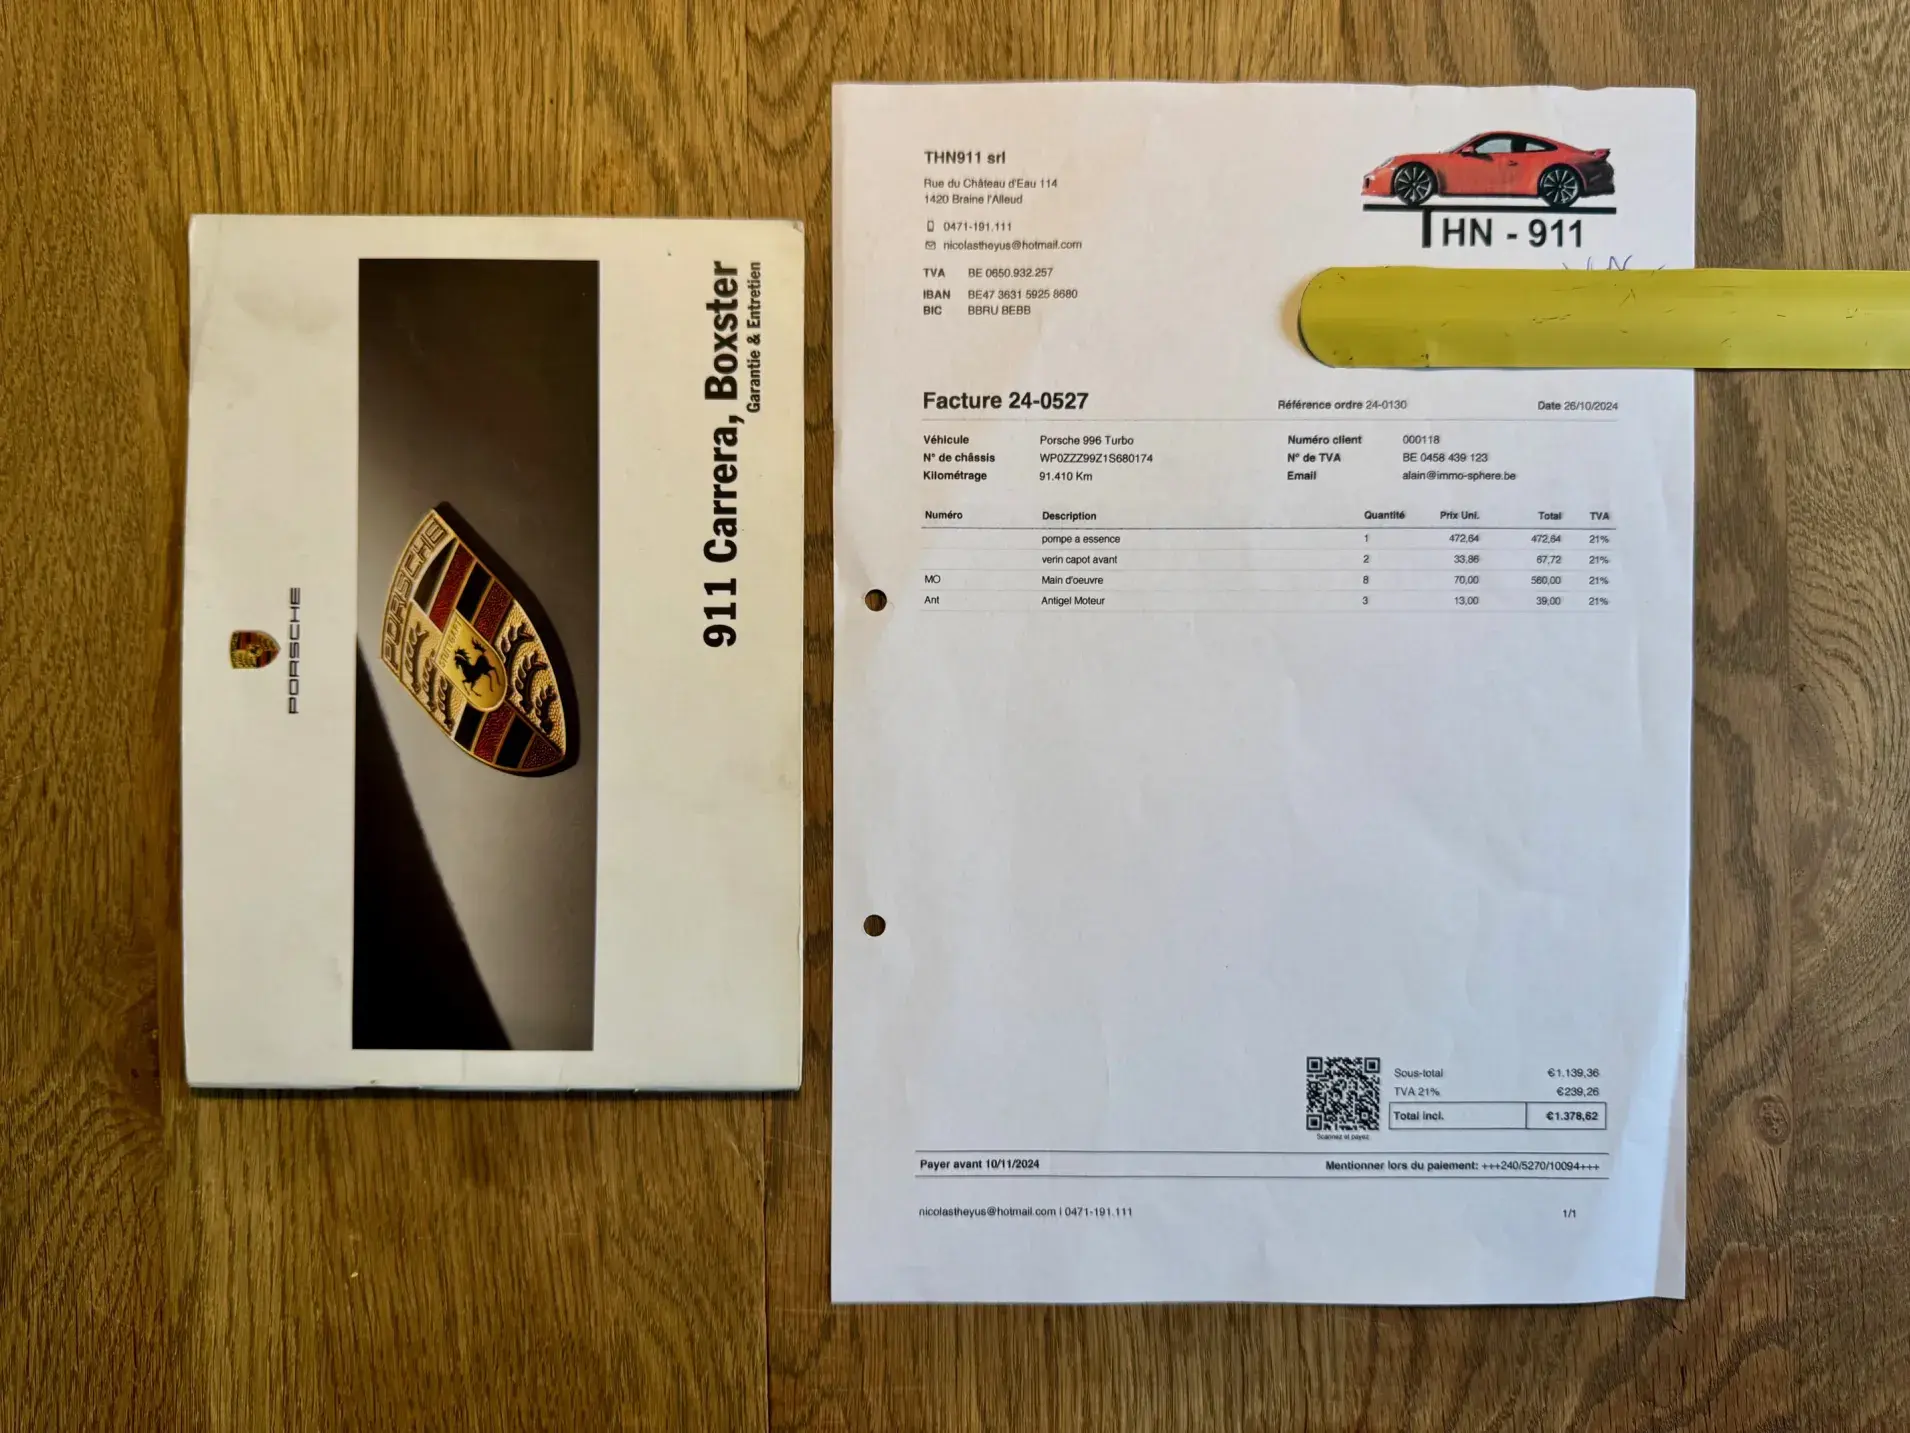 911 Carrera, Boxster
Garantie & Entretien
PORSCHE
PORSCHE
THN911 srl
Rue du Château d'Eau 114
1420 Braine l'Alleud
0471-191.111
nicolastheyus@hotmail.com
TVA BE 0650.932.257
IBAN BE47 3631 5925 8680
BIC BBRU BEBB
THN - 911
Facture 24-0527 Référence ordre 24-0130 Date 26/10/2024
Véhicule Porsche 996 Turbo Numéro client 000118
N° de châssis WP0ZZZ99Z1S680174 N° de TVA BE 0458 439 123
Kilométrage 91.410 Km Email alain@immo-sphere.be
Numéro Description Quantité Prix Uni. Total TVA
pompe a essence 1 472,64 472,64 21%
verin capot avant 2 33,86 67,72 21%
MO Main d'oeuvre 8 70,00 560,00 21%
Ant Antigel Moteur 3 13,00 39,00 21%
Sous-total €1.139,36
TVA 21% €239,26
Total incl. €1.378,62
Scannez et payez
Payer avant 10/11/2024 Mentionner lors du paiement: +++240/5270/10094+++
nicolastheyus@hotmail.com | 0471-191.111 1/1